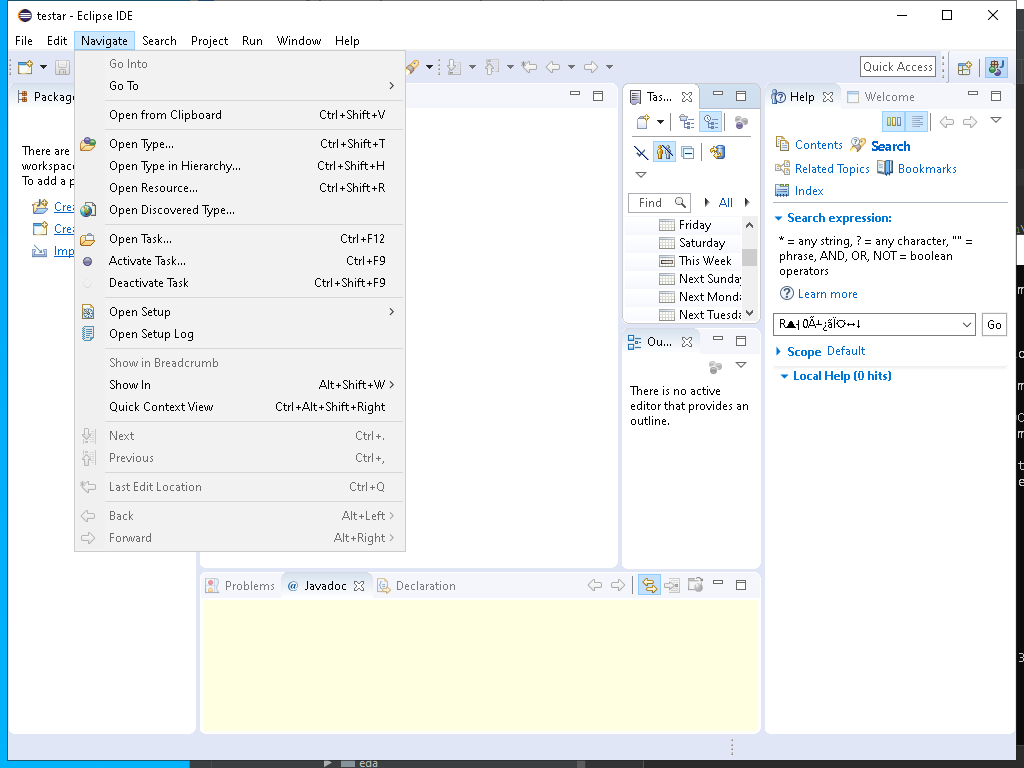 testar - Eclipse IDE
File Edit Navigate Search Project Run Window Help
Go Into
Go To
Open from Clipboard Ctrl+Shift+V
Open Type... Ctrl+Shift+T
Open Type in Hierarchy... Ctrl+Shift+H
Open Resource... Ctrl+Shift+R
Open Discovered Type...
Open Task... Ctrl+F12
Activate Task... Ctrl+F9
Deactivate Task Ctrl+Shift+F9
Open Setup
Open Setup Log
Show in Breadcrumb
Show In Alt+Shift+W
Quick Context View Ctrl+Alt+Shift+Right
Next Ctrl+.
Previous Ctrl+,
Last Edit Location Ctrl+Q
Back Alt+Left
Forward Alt+Right
Quick Access
Packag
There are
workspac
To add a p
Crea
Crea
Imp
Tas...
Find
All
Friday
Saturday
This Week
Next Sunday
Next Monda
Next Tuesda
Ou...
There is no active
editor that provides an
outline.
Help Welcome
Contents Search
Related Topics Bookmarks
Index
Search expression:
* = any string, ? = any character, "" =
phrase, AND, OR, NOT = boolean
operators
Learn more
Go
Scope Default
Local Help (0 hits)
Problems @ Javadoc Declaration
eda